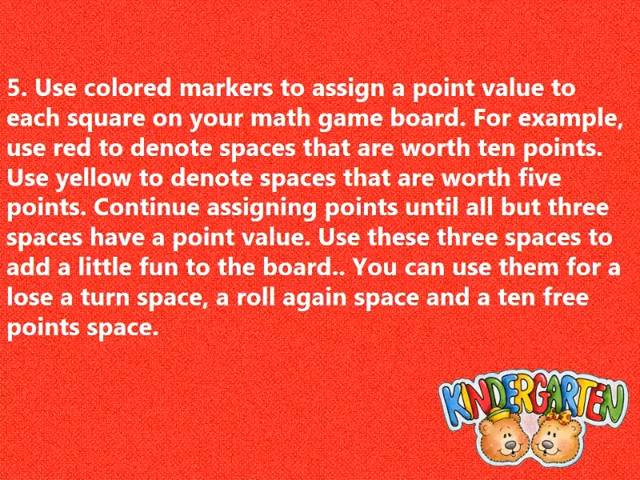 5. Use colored markers to assign a point value to
each square on your math game board. For example,
use red to denote spaces that are worth ten points.
Use yellow to denote spaces that are worth five
points. Continue assigning points until all but three
spaces have a point value. Use these three spaces to
add a little fun to the board.. You can use them for a
lose a turn space, a roll again space and a ten free
points space.
KINDERGARTEN